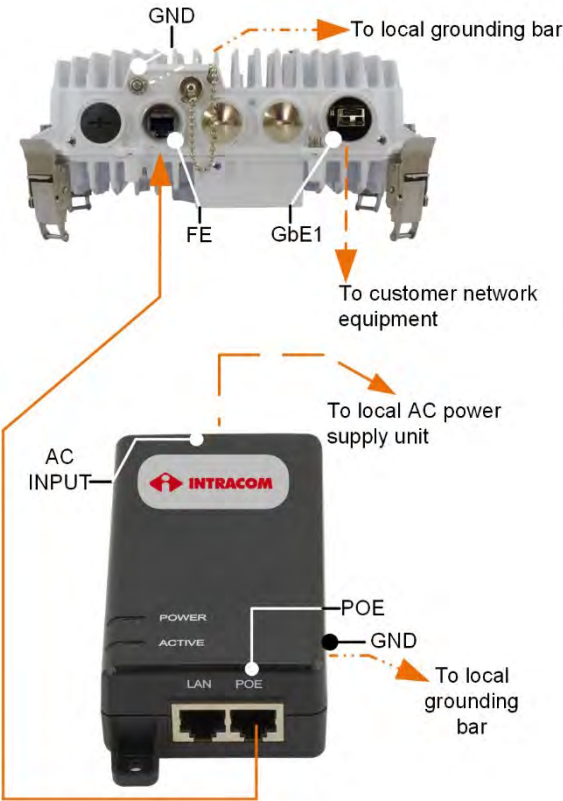 GND
To local grounding bar
FE
GbE1
To customer network
equipment
To local AC power
supply unit
AC
INPUT
INTRACOM
POE
POWER
GND
ACTIVE
To local
grounding
bar
LAN POE